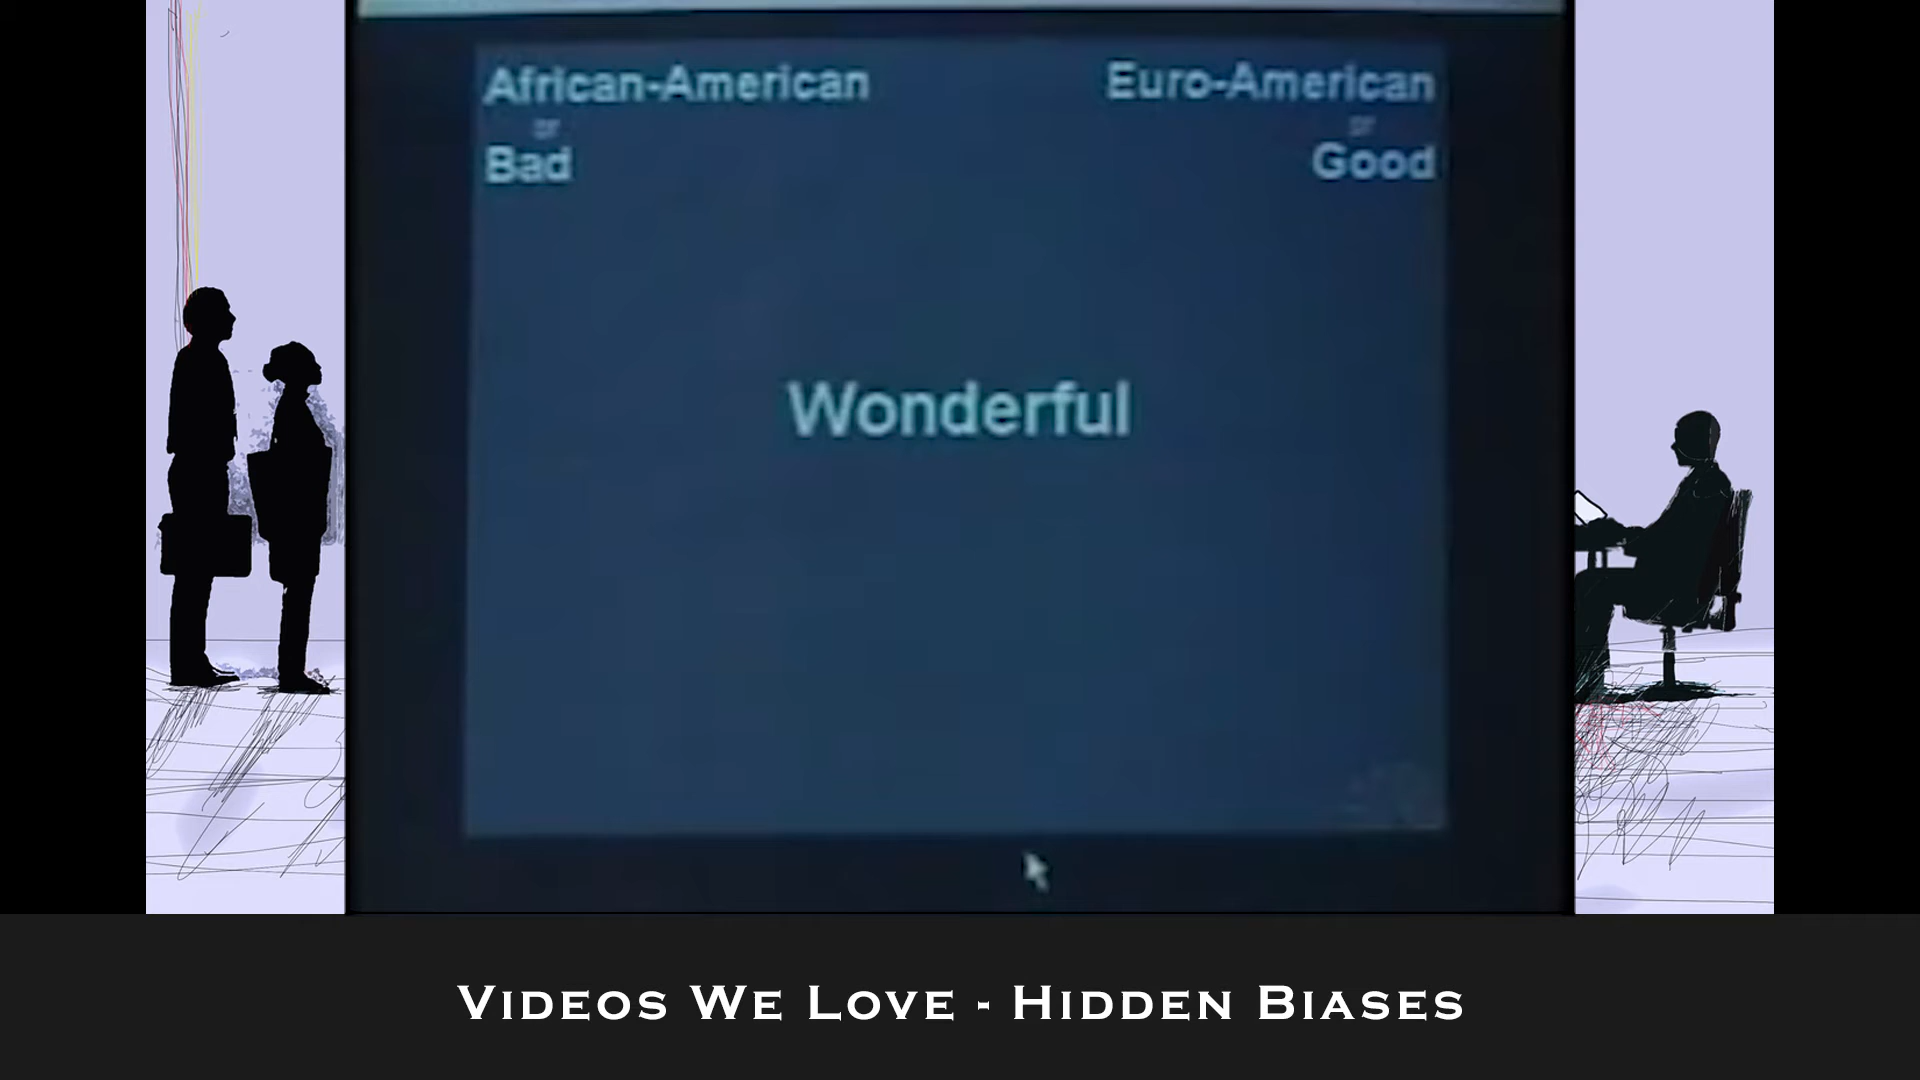 African-American
or
Bad
Euro-American
or
Good
Wonderful
VIDEOS WE LOVE - HIDDEN BIASES